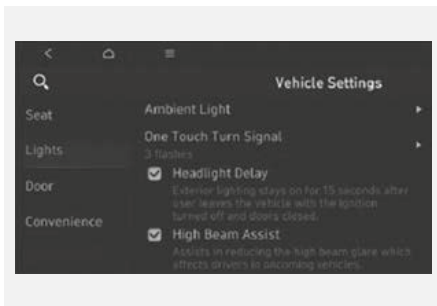 Vehicle Settings
Seat
Lights
Door
Convenience
Ambient Light
One Touch Turn Signal
3 flashes
Headlight Delay
Exterior lighting stays on for 15 seconds after
user leaves the vehicle with the ignition
turned off and doors closed.
High Beam Assist
Assists in reducing the high beam glare which
affects drivers in oncoming vehicles.